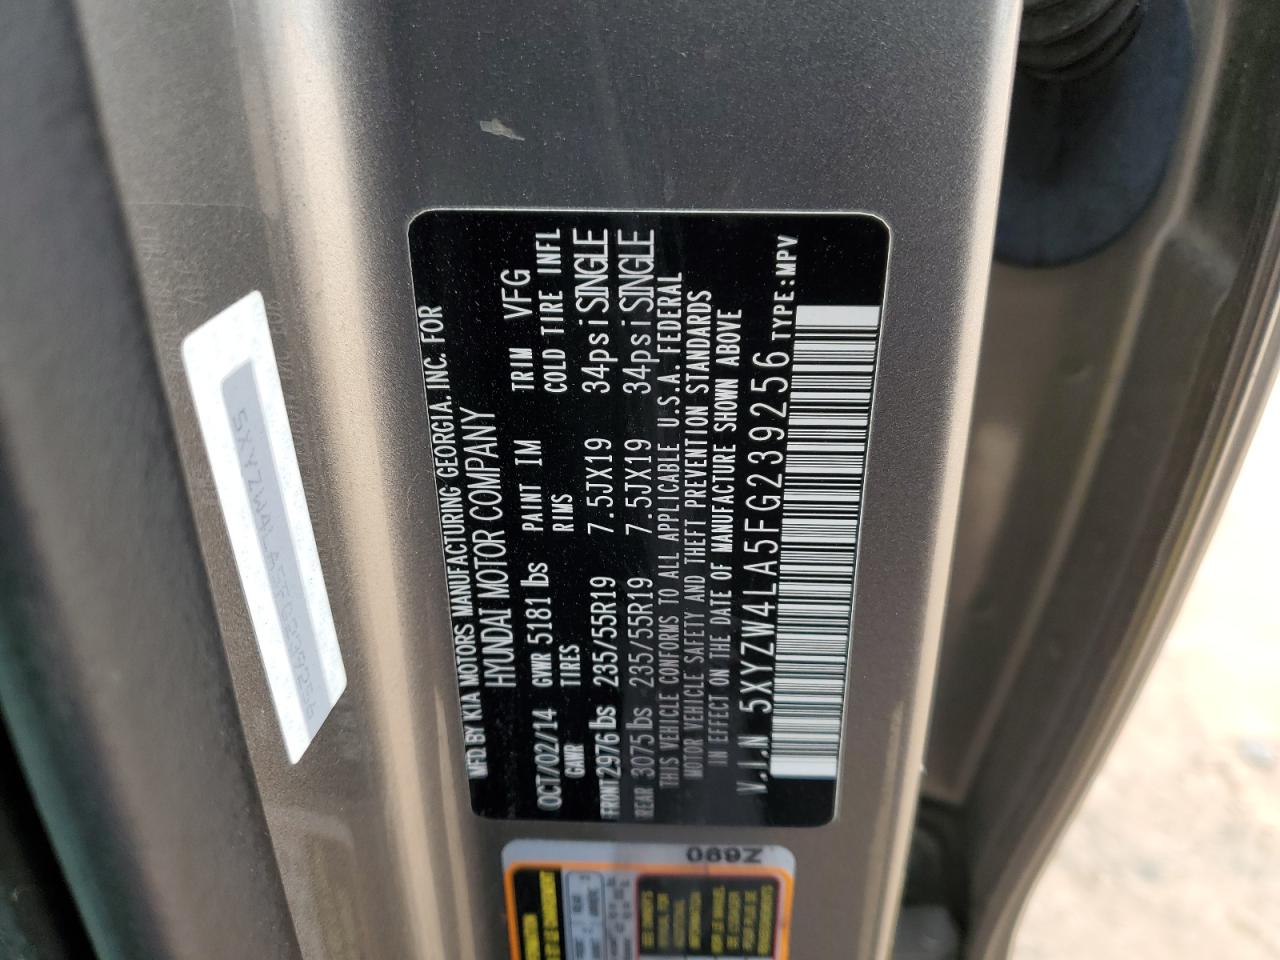 MFD BY KIA MOTORS MANUFACTURING GEORGIA, INC. FOR
HYUNDAI MOTOR COMPANY
OCT/02/14 GVWR 5181 lbs PAINT IM TRIM VFG
GAWR TIRES RIMS COLD TIRE INFL
FRONT 2976 lbs 235/55R19 7.5JX19 34psi SINGLE
REAR 3075 lbs 235/55R19 7.5JX19 34psi SINGLE
THIS VEHICLE CONFORMS TO ALL APPLICABLE U.S.A. FEDERAL
MOTOR VEHICLE SAFETY AND THEFT PREVENTION STANDARDS
IN EFFECT ON THE DATE OF MANUFACTURE SHOWN ABOVE
V.I.N 5XYZW4LA5FG239256 TYPE:MPV
5XYZW4LA5FG239256